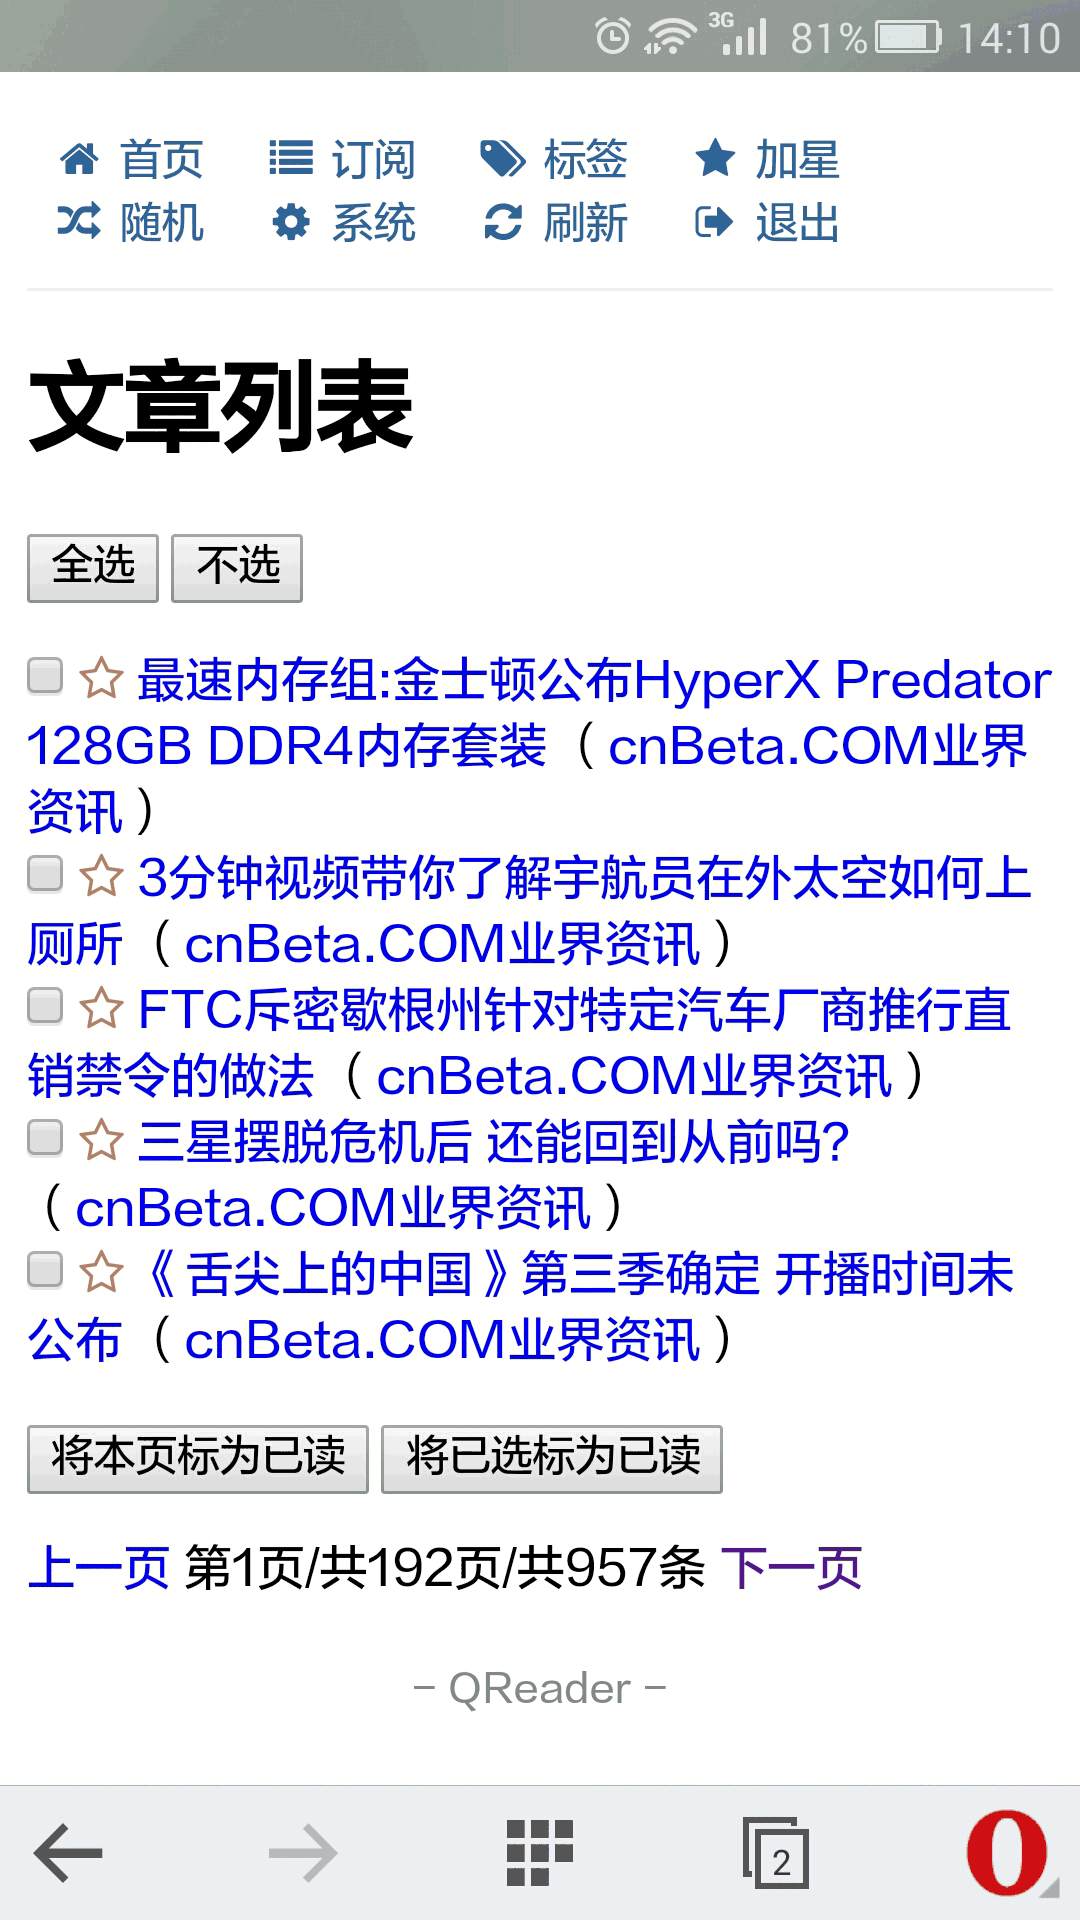 3G 81% 14:10
首页 订阅 标签 加星
随机 系统 刷新 退出
文章列表
全选 不选
最速内存组:金士顿公布HyperX Predator
128GB DDR4内存套装（cnBeta.COM业界
资讯）
3分钟视频带你了解宇航员在外太空如何上
厕所（cnBeta.COM业界资讯）
FTC斥密歇根州针对特定汽车厂商推行直
销禁令的做法（cnBeta.COM业界资讯）
三星摆脱危机后 还能回到从前吗?
（cnBeta.COM业界资讯）
《舌尖上的中国》第三季确定 开播时间未
公布（cnBeta.COM业界资讯）
将本页标为已读 将已选标为已读
上一页 第1页/共192页/共957条 下一页
– QReader –
2